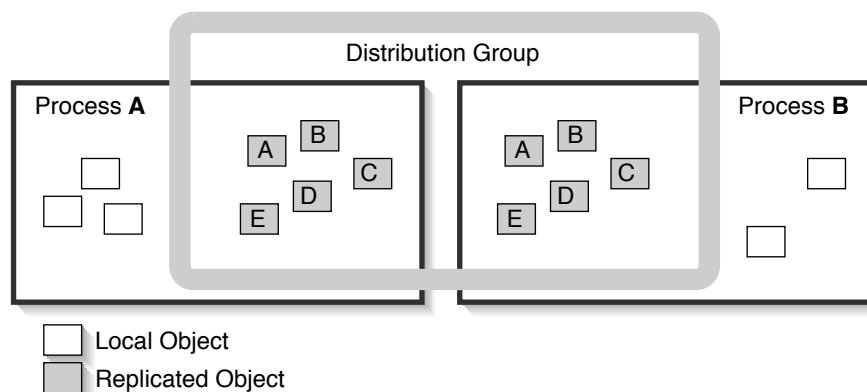 Distribution Group
Process A
Process B
A
B
C
D
E
A
B
C
D
E
Local Object
Replicated Object